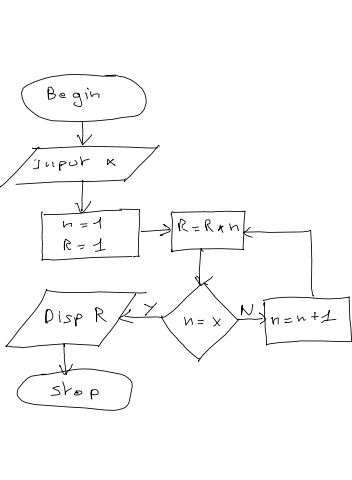 Begin
Input x
n=1
R=1
R=R*n
Y
N
Disp R
n=x
n=n+1
Stop